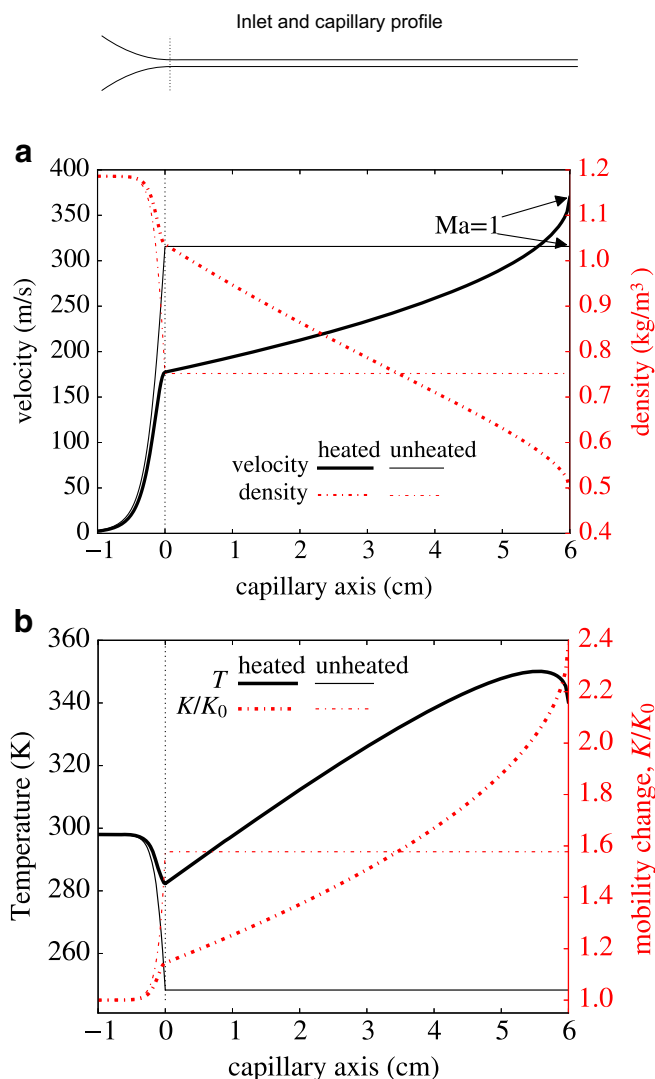 Inlet and capillary profile
a
400
350
300
250
200
150
100
50
0
velocity (m/s)
1.2
1.1
1.0
0.9
0.8
0.7
0.6
0.5
0.4
density (kg/m³)
Ma=1
heated unheated
velocity
density
−1 0 1 2 3 4 5 6
capillary axis (cm)
b
360
340
320
300
280
260
Temperature (K)
2.4
2.2
2.0
1.8
1.6
1.4
1.2
1.0
mobility change, K/K₀
heated unheated
T
K/K₀
−1 0 1 2 3 4 5 6
capillary axis (cm)